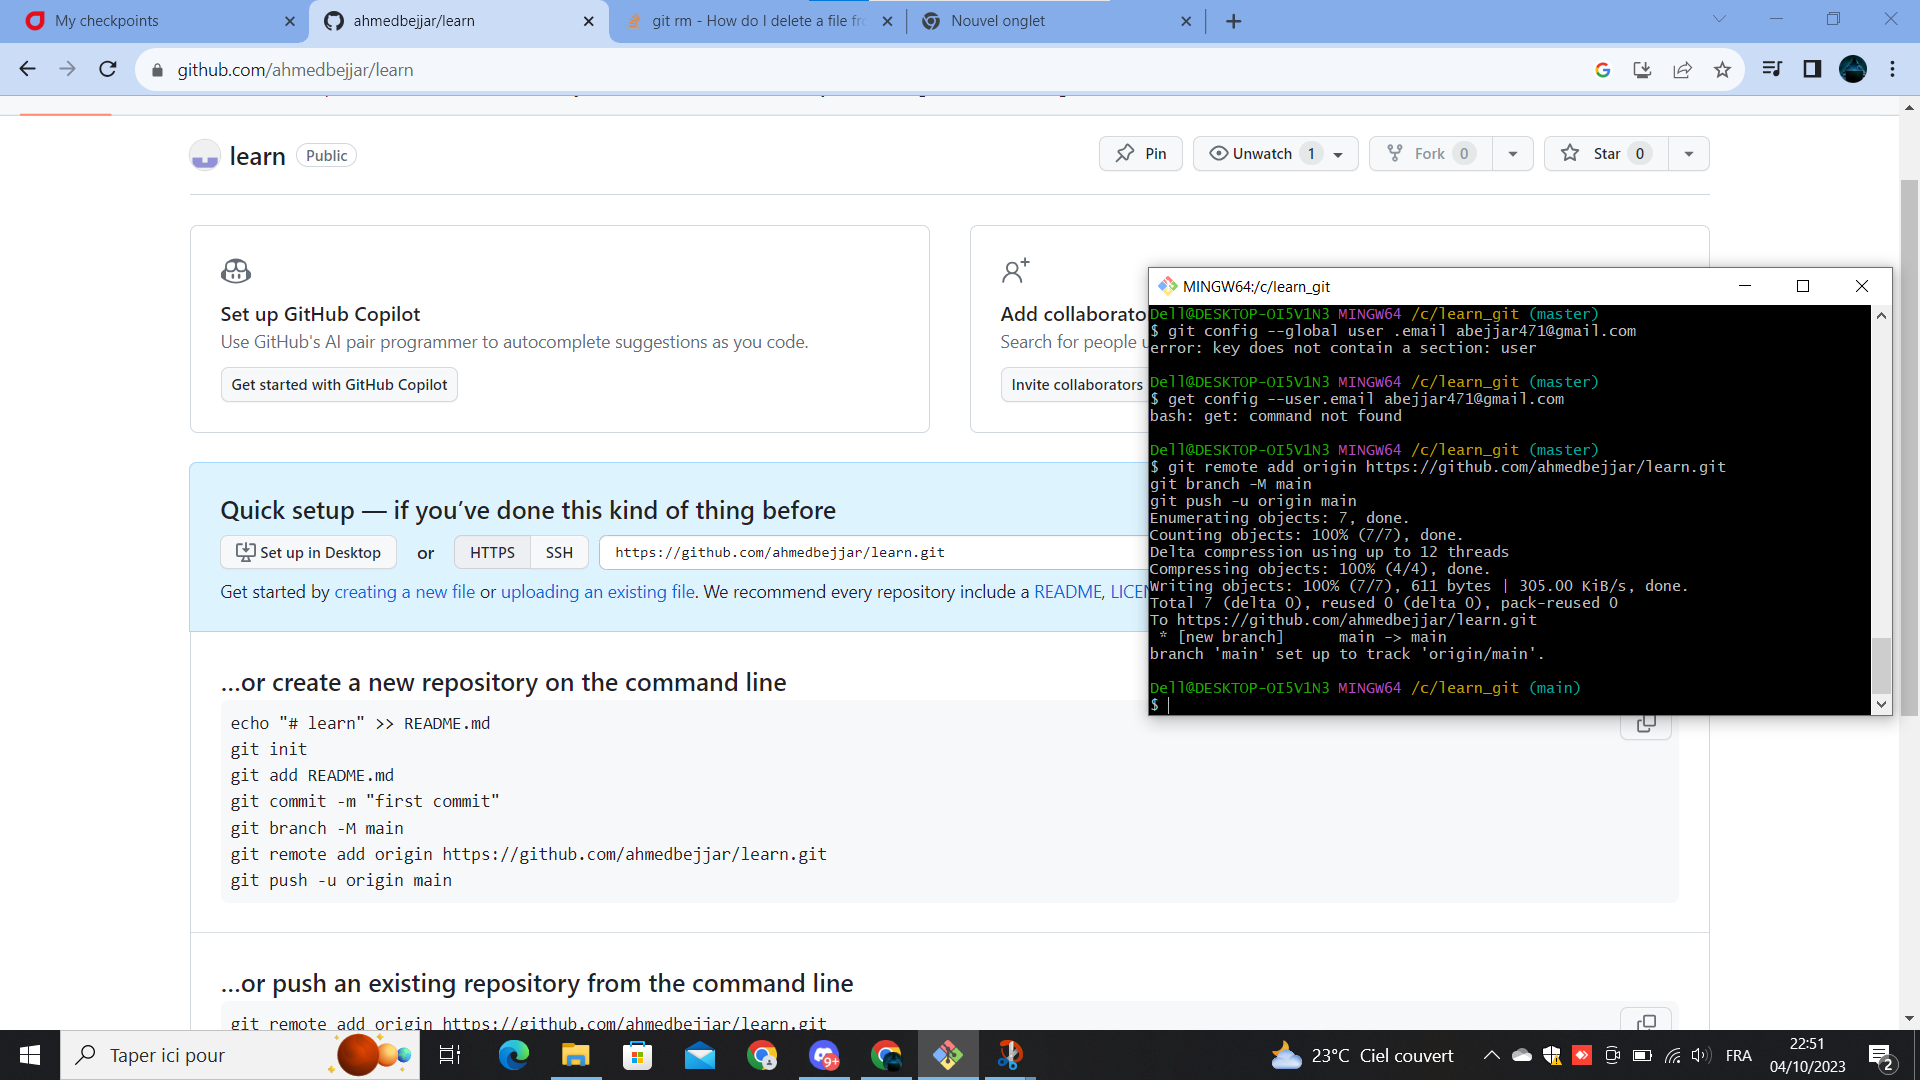 My checkpoints
ahmedbejjar/learn
git rm - How do I delete a file fro
Nouvel onglet
github.com/ahmedbejjar/learn
learn Public
Pin
Unwatch 1
Fork 0
Star 0
Set up GitHub Copilot
Use GitHub's AI pair programmer to autocomplete suggestions as you code.
Get started with GitHub Copilot
Add collaborato
Search for people u
Invite collaborators
Quick setup — if you've done this kind of thing before
Set up in Desktop or HTTPS SSH https://github.com/ahmedbejjar/learn.git
Get started by creating a new file or uploading an existing file. We recommend every repository include a README, LICEN
…or create a new repository on the command line
echo "# learn" >> README.md
git init
git add README.md
git commit -m "first commit"
git branch -M main
git remote add origin https://github.com/ahmedbejjar/learn.git
git push -u origin main
…or push an existing repository from the command line
git remote add origin https://github.com/ahmedbejjar/learn.git
MINGW64:/c/learn_git
Dell@DESKTOP-OI5V1N3 MINGW64 /c/learn_git (master)
$ git config --global user .email abejjar471@gmail.com
error: key does not contain a section: user
Dell@DESKTOP-OI5V1N3 MINGW64 /c/learn_git (master)
$ get config --user.email abejjar471@gmail.com
bash: get: command not found
Dell@DESKTOP-OI5V1N3 MINGW64 /c/learn_git (master)
$ git remote add origin https://github.com/ahmedbejjar/learn.git
git branch -M main
git push -u origin main
Enumerating objects: 7, done.
Counting objects: 100% (7/7), done.
Delta compression using up to 12 threads
Compressing objects: 100% (4/4), done.
Writing objects: 100% (7/7), 611 bytes | 305.00 KiB/s, done.
Total 7 (delta 0), reused 0 (delta 0), pack-reused 0
To https://github.com/ahmedbejjar/learn.git
* [new branch] main -> main
branch 'main' set up to track 'origin/main'.
Dell@DESKTOP-OI5V1N3 MINGW64 /c/learn_git (main)
$
Taper ici pour
9+
23°C Ciel couvert
FRA
22:51
04/10/2023
2